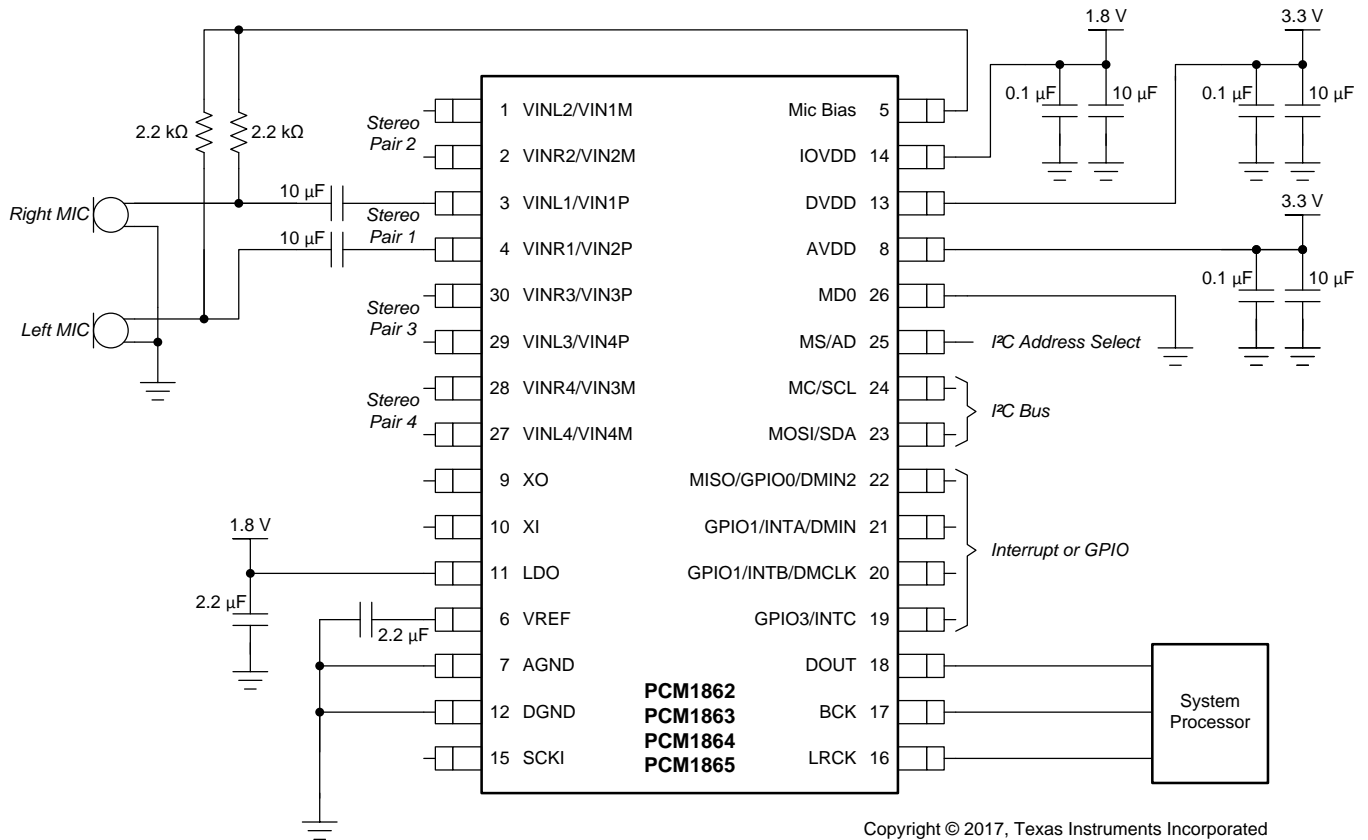 1.8 V
3.3 V
0.1 µF
10 µF
0.1 µF
10 µF
2.2 kΩ
2.2 kΩ
Stereo
Pair 2
1 VINL2/VIN1M
Mic Bias 5
2 VINR2/VIN2M
IOVDD 14
Right MIC
10 µF
3 VINL1/VIN1P
DVDD 13
Stereo
Pair 1
10 µF
4 VINR1/VIN2P
AVDD 8
3.3 V
0.1 µF
10 µF
Left MIC
Stereo
Pair 3
30 VINR3/VIN3P
MD0 26
29 VINL3/VIN4P
MS/AD 25
I²C Address Select
Stereo
Pair 4
28 VINR4/VIN3M
MC/SCL 24
I²C Bus
27 VINL4/VIN4M
MOSI/SDA 23
9 XO
MISO/GPIO0/DMIN2 22
10 XI
GPIO1/INTA/DMIN 21
Interrupt or GPIO
1.8 V
11 LDO
GPIO1/INTB/DMCLK 20
2.2 µF
6 VREF
2.2 µF
GPIO3/INTC 19
7 AGND
DOUT 18
12 DGND
BCK 17
15 SCKI
LRCK 16
PCM1862
PCM1863
PCM1864
PCM1865
System
Processor
Copyright © 2017, Texas Instruments Incorporated